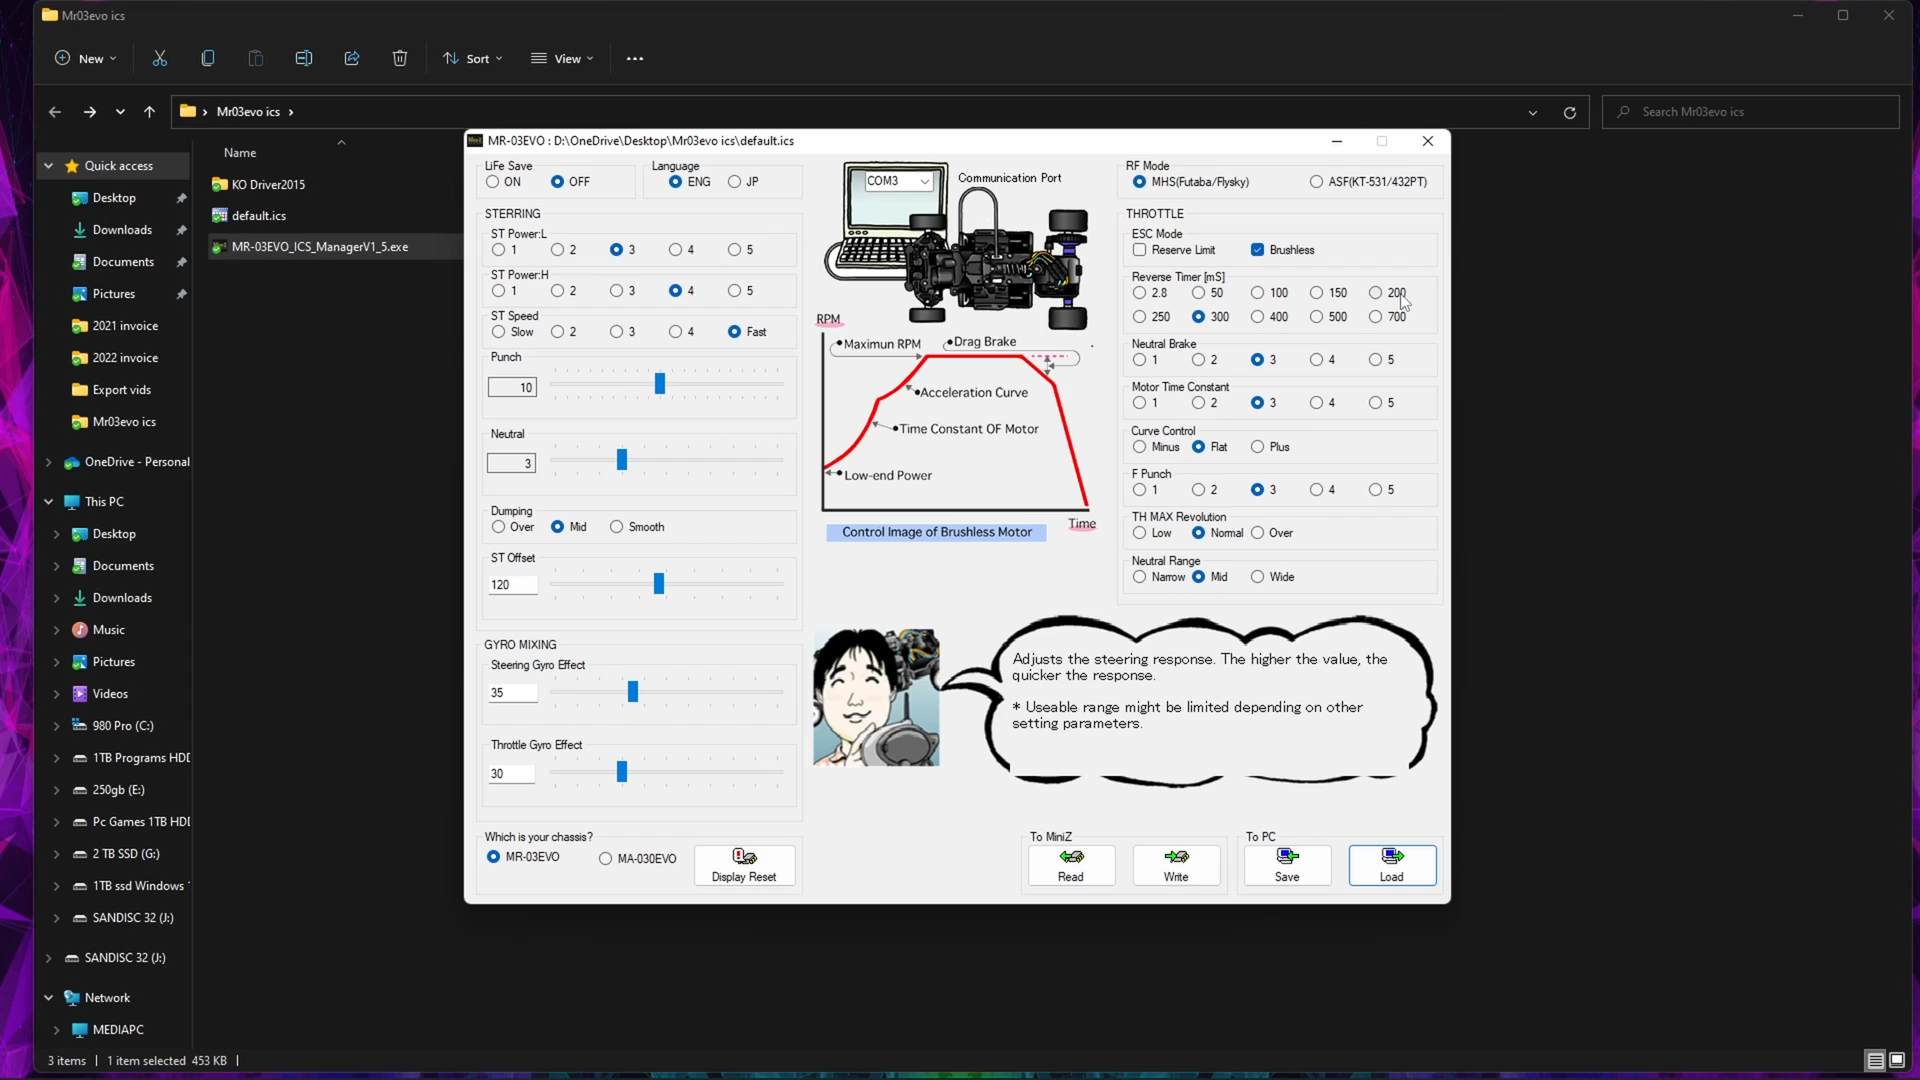 Mr03evo ics
New
Sort
View
Mr03evo ics
Search Mr03evo ics
Name
Quick access
Desktop
Downloads
Documents
Pictures
2021 invoice
2022 invoice
Export vids
Mr03evo ics
OneDrive - Personal
This PC
Desktop
Documents
Downloads
Music
Pictures
Videos
980 Pro (C:)
1TB Programs HDD
250gb (E:)
Pc Games 1TB HDD
2 TB SSD (G:)
1TB ssd Windows
SANDISC 32 (J:)
SANDISC 32 (J:)
Network
MEDIAPC
KO Driver2015
default.ics
MR-03EVO_ICS_ManagerV1_5.exe
MR-03EVO : D:\OneDrive\Desktop\Mr03evo ics\default.ics
LiFe Save
ON OFF
Language
ENG JP
STERRING
ST Power:L
1 2 3 4 5
ST Power:H
1 2 3 4 5
ST Speed
Slow 2 3 4 Fast
Punch
10
Neutral
3
Dumping
Over Mid Smooth
ST Offset
120
GYRO MIXING
Steering Gyro Effect
35
Throttle Gyro Effect
30
Which is your chassis?
MR-03EVO MA-030EVO
Display Reset
COM3
Communication Port
RPM
Maximun RPM
Drag Brake
Acceleration Curve
Time Constant OF Motor
Low-end Power
Time
Control Image of Brushless Motor
RF Mode
MHS(Futaba/Flysky) ASF(KT-531/432PT)
THROTTLE
ESC Mode
Reserve Limit Brushless
Reverse Timer [mS]
2.8 50 100 150 200
250 300 400 500 700
Neutral Brake
1 2 3 4 5
Motor Time Constant
1 2 3 4 5
Curve Control
Minus Flat Plus
F Punch
1 2 3 4 5
TH MAX Revolution
Low Normal Over
Neutral Range
Narrow Mid Wide
Adjusts the steering response. The higher the value, the
quicker the response.
* Useable range might be limited depending on other
setting parameters.
To MiniZ
Read Write
To PC
Save Load
3 items 1 item selected 453 KB